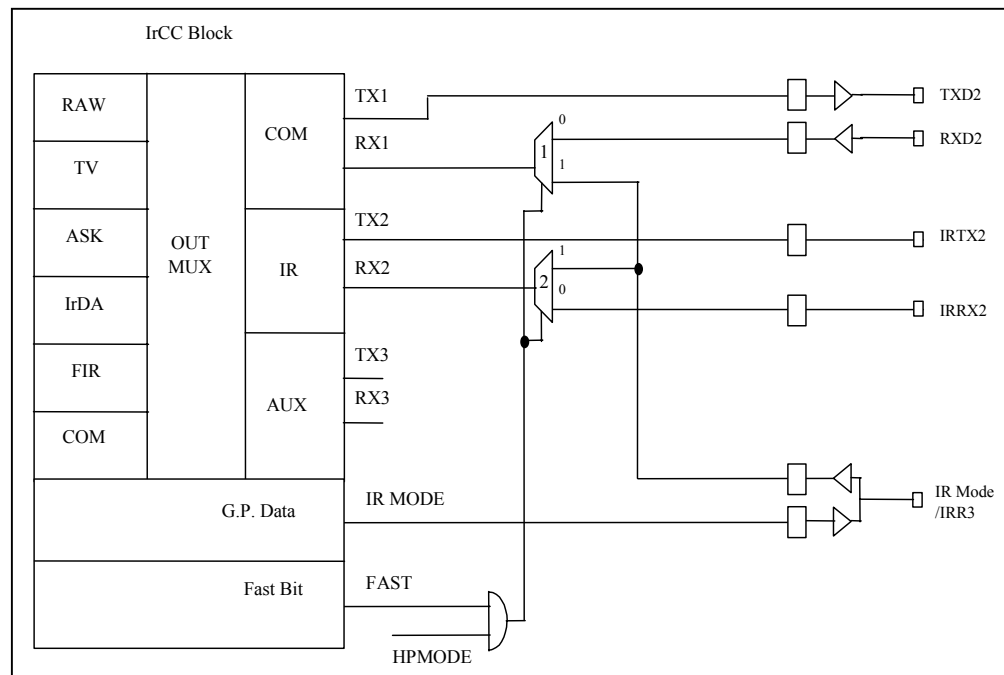 IrCC Block
RAW
TV
ASK
IrDA
FIR
COM
OUT
MUX
COM
IR
AUX
G.P. Data
Fast Bit
TX1
RX1
TX2
RX2
TX3
RX3
IR MODE
FAST
HPMODE
0
1
1
1
2
0
TXD2
RXD2
IRTX2
IRRX2
IR Mode
/IRR3